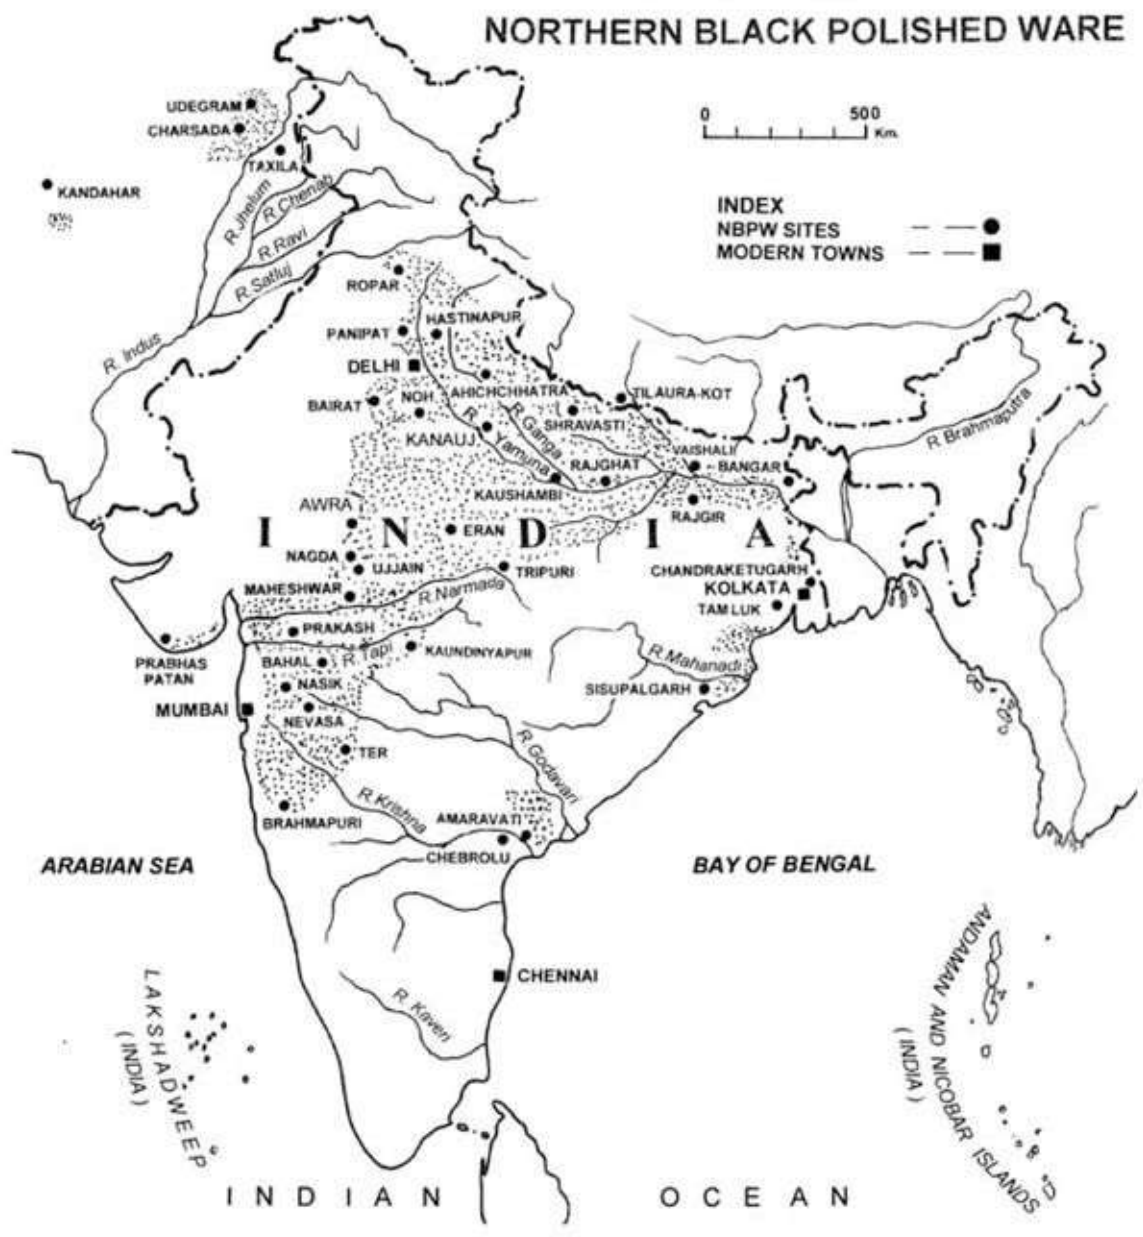 NORTHERN BLACK POLISHED WARE
0 500
Km.
UDEGRAM
CHARSADA
TAXILA
KANDAHAR
R.Jhelum
R.Chenab
R.Ravi
R.Satluj
R. Indus
INDEX
NBPW SITES
MODERN TOWNS
ROPAR
HASTINAPUR
PANIPAT
DELHI
AHICHCHHATRA
TILAURA-KOT
BAIRAT
NOH
SHRAVASTI
KANAUJ
R. Yamuna
R.Ganga
R Brahmaputra
VAISHALI
BANGAR
RAJGHAT
KAUSHAMBI
RAJGIR
AWRA
ERAN
I N D I A
NAGDA
UJJAIN
TRIPURI
CHANDRAKETUGARH
KOLKATA
MAHESHWAR
R.Narmada
TAMLUK
PRAKASH
PRABHAS
PATAN
BAHAL
R. Tapi
KAUNDINYAPUR
R.Mahanadi
NASIK
SISUPALGARH
MUMBAI
NEVASA
TER
R.Godavari
R.Krishna
BRAHMAPURI
AMARAVATI
CHEBROLU
ARABIAN SEA
BAY OF BENGAL
CHENNAI
R. Kaveri
LAKSHADWEEP
(INDIA)
ANDAMAN AND NICOBAR ISLANDS
(INDIA)
INDIAN OCEAN